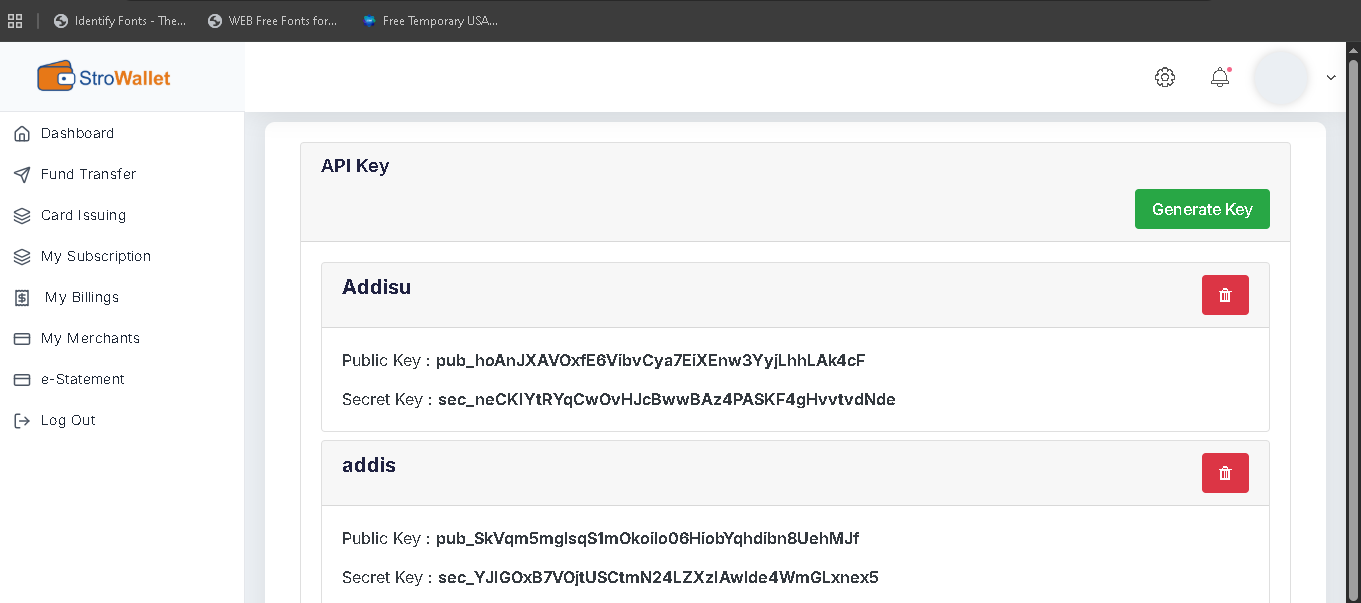 Identify Fonts - The... WEB Free Fonts for... Free Temporary USA...
StroWallet
Dashboard
Fund Transfer
Card Issuing
My Subscription
My Billings
My Merchants
e-Statement
Log Out
API Key
Generate Key
Addisu
Public Key : pub_hoAnJXAVOxfE6VibvCya7EiXEnw3YyjLhhLAk4cF
Secret Key : sec_neCKlYtRYqCwOvHJcBwwBAz4PASKF4gHvvtvdNde
addis
Public Key : pub_SkVqm5mglsqS1mOkoilo06HiobYqhdibn8UehMJf
Secret Key : sec_YJlGOxB7VOjtUSCtmN24LZXzlAwlde4WmGLxnex5